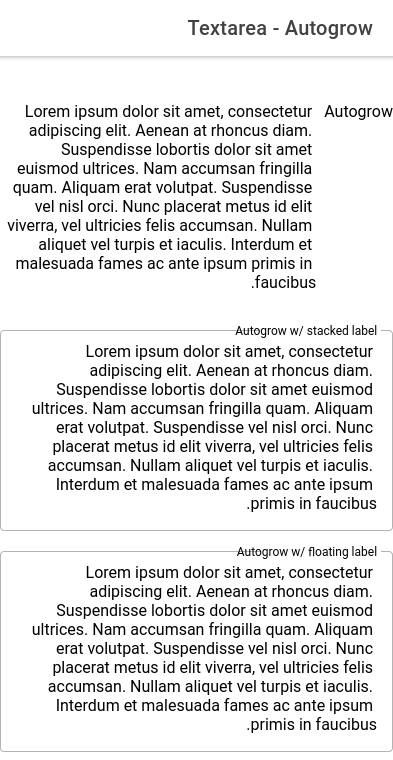 Textarea - Autogrow
Autogrow
Lorem ipsum dolor sit amet, consectetur
adipiscing elit. Aenean at rhoncus diam.
Suspendisse lobortis dolor sit amet
euismod ultrices. Nam accumsan fringilla
quam. Aliquam erat volutpat. Suspendisse
vel nisl orci. Nunc placerat metus id elit
viverra, vel ultricies felis accumsan. Nullam
aliquet vel turpis et iaculis. Interdum et
malesuada fames ac ante ipsum primis in
.faucibus
Autogrow w/ stacked label
Lorem ipsum dolor sit amet, consectetur
adipiscing elit. Aenean at rhoncus diam.
Suspendisse lobortis dolor sit amet euismod
ultrices. Nam accumsan fringilla quam. Aliquam
erat volutpat. Suspendisse vel nisl orci. Nunc
placerat metus id elit viverra, vel ultricies felis
accumsan. Nullam aliquet vel turpis et iaculis.
Interdum et malesuada fames ac ante ipsum
.primis in faucibus
Autogrow w/ floating label
Lorem ipsum dolor sit amet, consectetur
adipiscing elit. Aenean at rhoncus diam.
Suspendisse lobortis dolor sit amet euismod
ultrices. Nam accumsan fringilla quam. Aliquam
erat volutpat. Suspendisse vel nisl orci. Nunc
placerat metus id elit viverra, vel ultricies felis
accumsan. Nullam aliquet vel turpis et iaculis.
Interdum et malesuada fames ac ante ipsum
.primis in faucibus